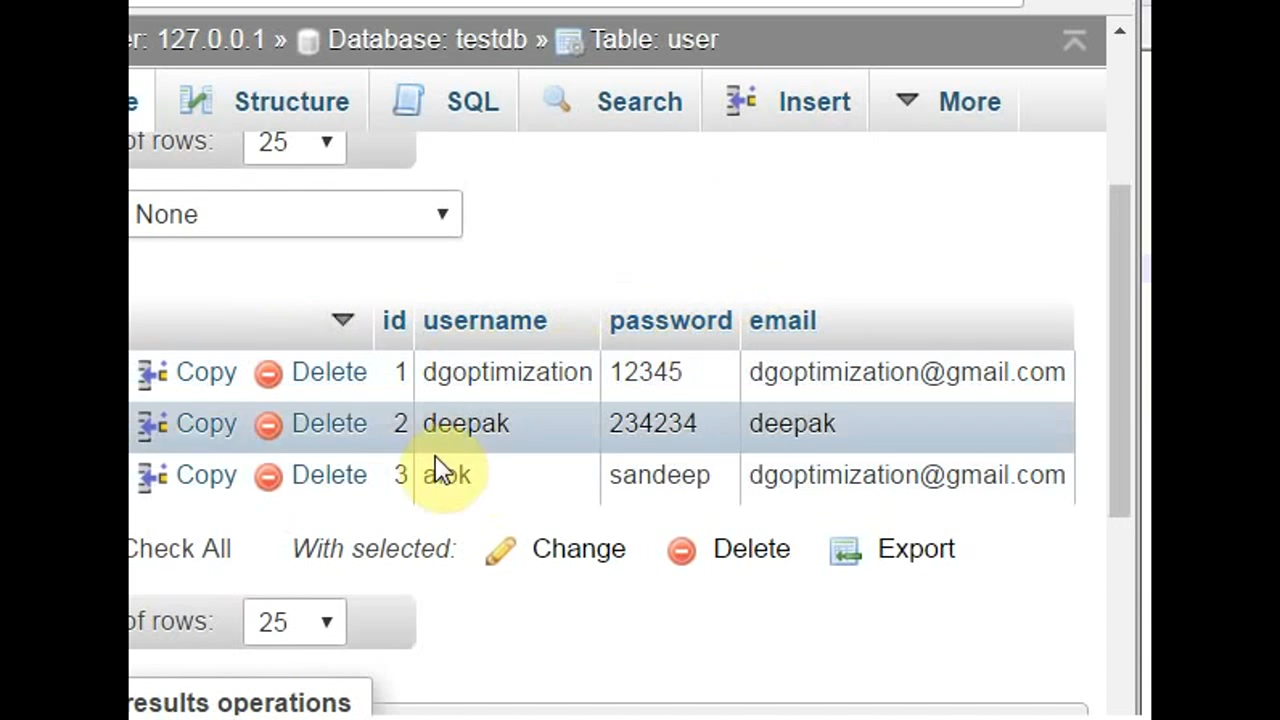 er: 127.0.0.1 » Database: testdb » Table: user
e Structure SQL Search Insert More
of rows: 25
None
id username password email
Copy Delete 1 dgoptimization 12345 dgoptimization@gmail.com
Copy Delete 2 deepak 234234 deepak
Copy Delete 3 sandeep dgoptimization@gmail.com
Check All With selected: Change Delete Export
of rows: 25
results operations